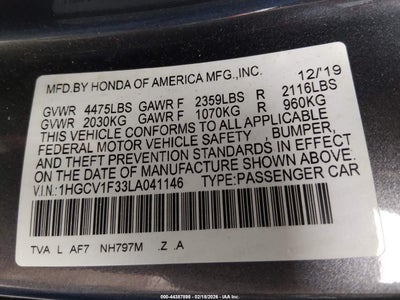 MFD.BY HONDA OF AMERICA MFG.,INC. 12/'19
GVWR 4475LBS GAWR F 2359LBS R 2116LBS
GVWR 2030KG GAWR F 1070KG R 960KG
THIS VEHICLE CONFORMS TO ALL APPLICABLE
FEDERAL MOTOR VEHICLE SAFETY, BUMPER,
AND THEFT PREVENTION STANDARDS IN EFFECT
ON THE DATE OF MANUFACTURE SHOWN ABOVE.
V.I.N.:1HGCV1F33LA041146 TYPE:PASSENGER CAR
TVA L AF7 NH797M .Z .A
000-44387890 - 02/18/2026 - IAA Inc.